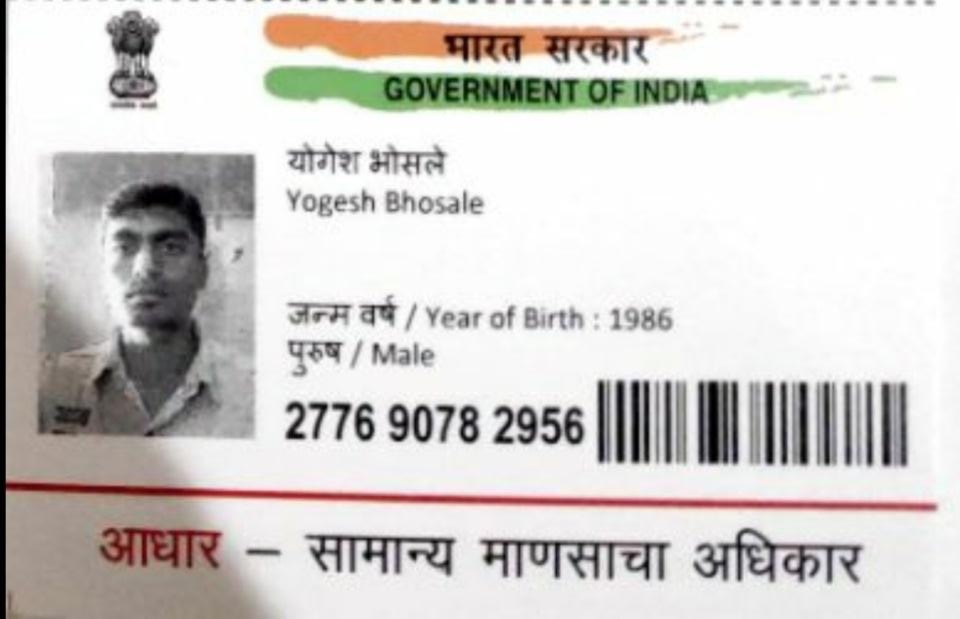 भारत सरकार
GOVERNMENT OF INDIA
योगेश भोसले
Yogesh Bhosale
जन्म वर्ष / Year of Birth : 1986
पुरुष / Male
2776 9078 2956
आधार – सामान्य माणसाचा अधिकार